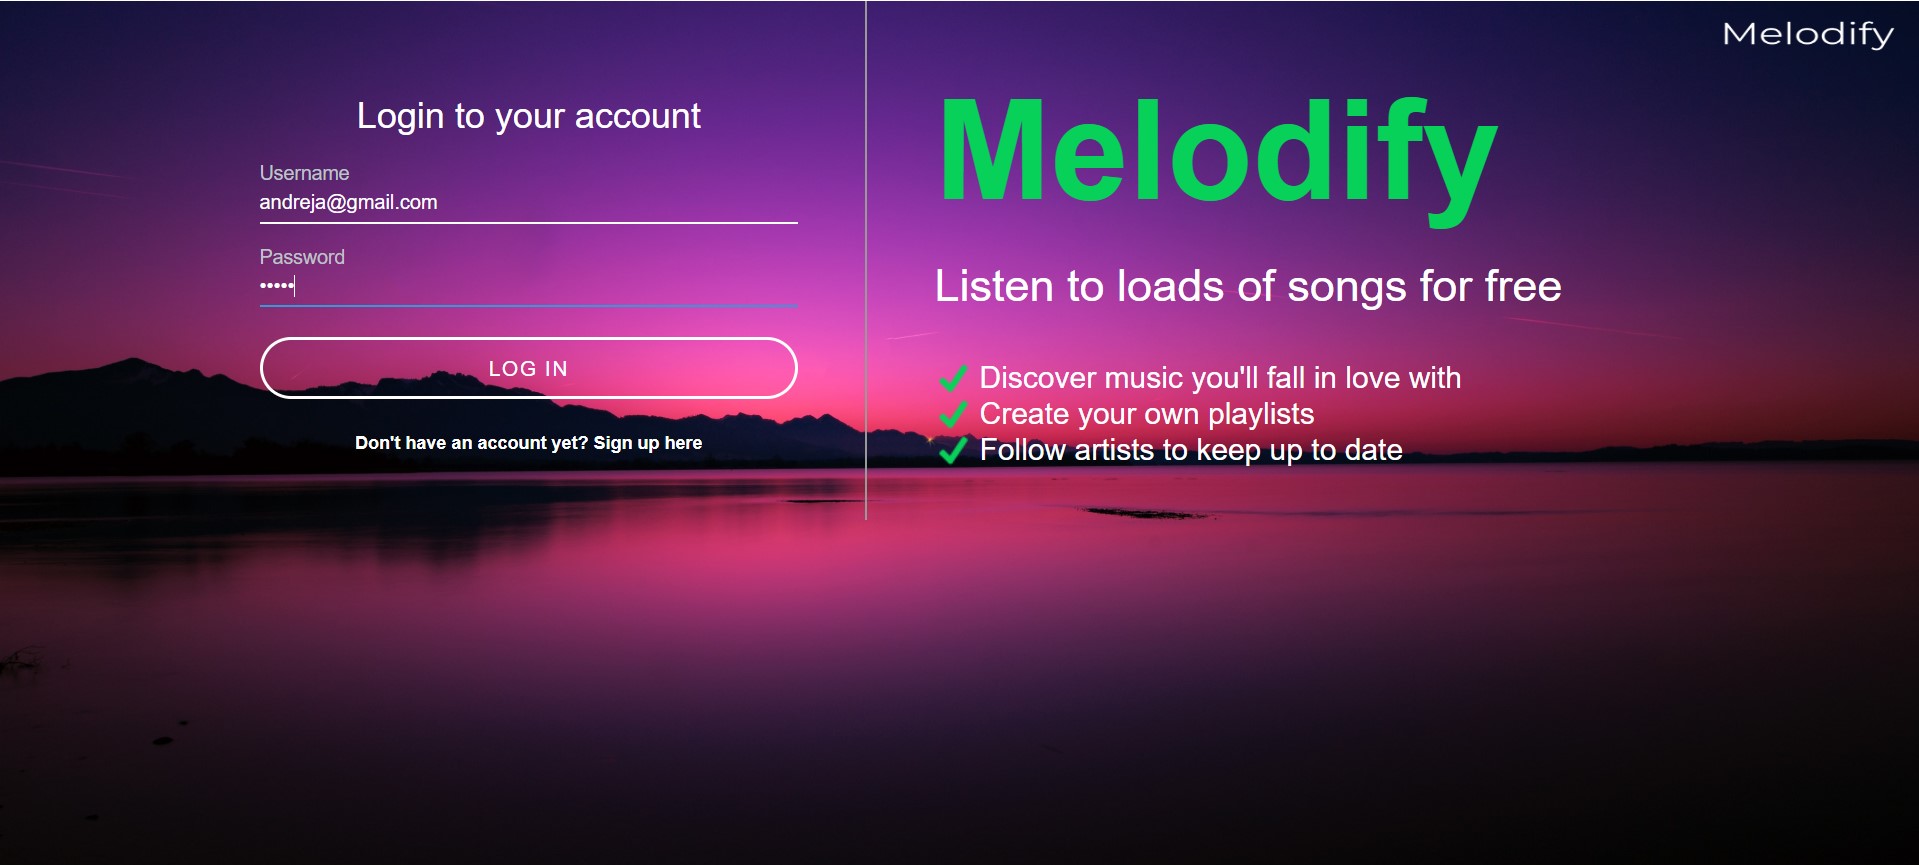 Melodify
Login to your account
Username
andreja@gmail.com
Password
•••••
LOG IN
Don't have an account yet? Sign up here
Melodify
Listen to loads of songs for free
Discover music you'll fall in love with
Create your own playlists
Follow artists to keep up to date